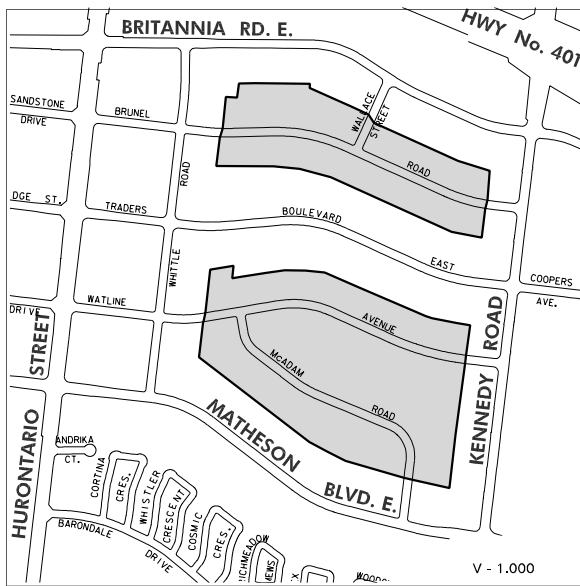 BRITANNIA RD. E.
HWY No. 401
SANDSTONE
DRIVE
BRUNEL
WALLACE
STREET
ROAD
ROAD
DGE ST.
TRADERS
BOULEVARD
EAST
COOPERS
AVE.
WHITTLE
WATLINE
DRIVE
AVENUE
STREET
ROAD
McADAM
ROAD
KENNEDY
MATHESON
BLVD. E.
HURONTARIO
ANDRIKA
CT.
CORTINA
CRES.
WHISTLER
CRESCENT
COSMIC
CRES.
BARONDALE
DRIVE
RICHMEADOW
MEWS
V - 1.000